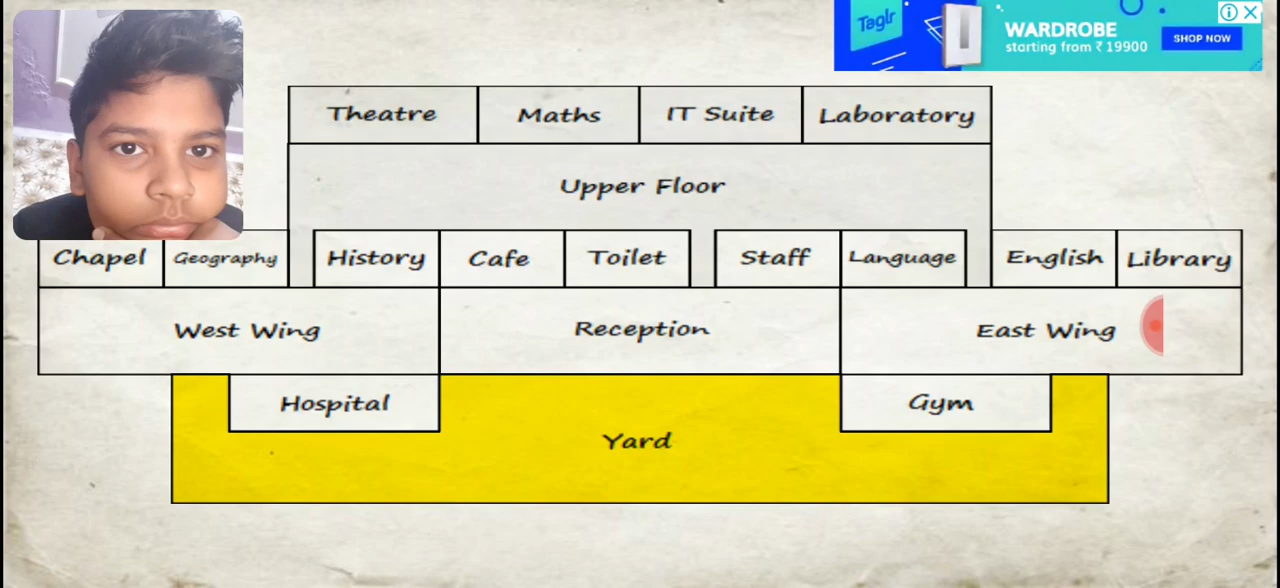 Taglr
WARDROBE
starting from ₹ 19900
SHOP NOW
Theatre Maths IT Suite Laboratory
Upper Floor
Chapel Geography History Cafe Toilet Staff Language English Library
West Wing Reception East Wing
Hospital Gym
Yard